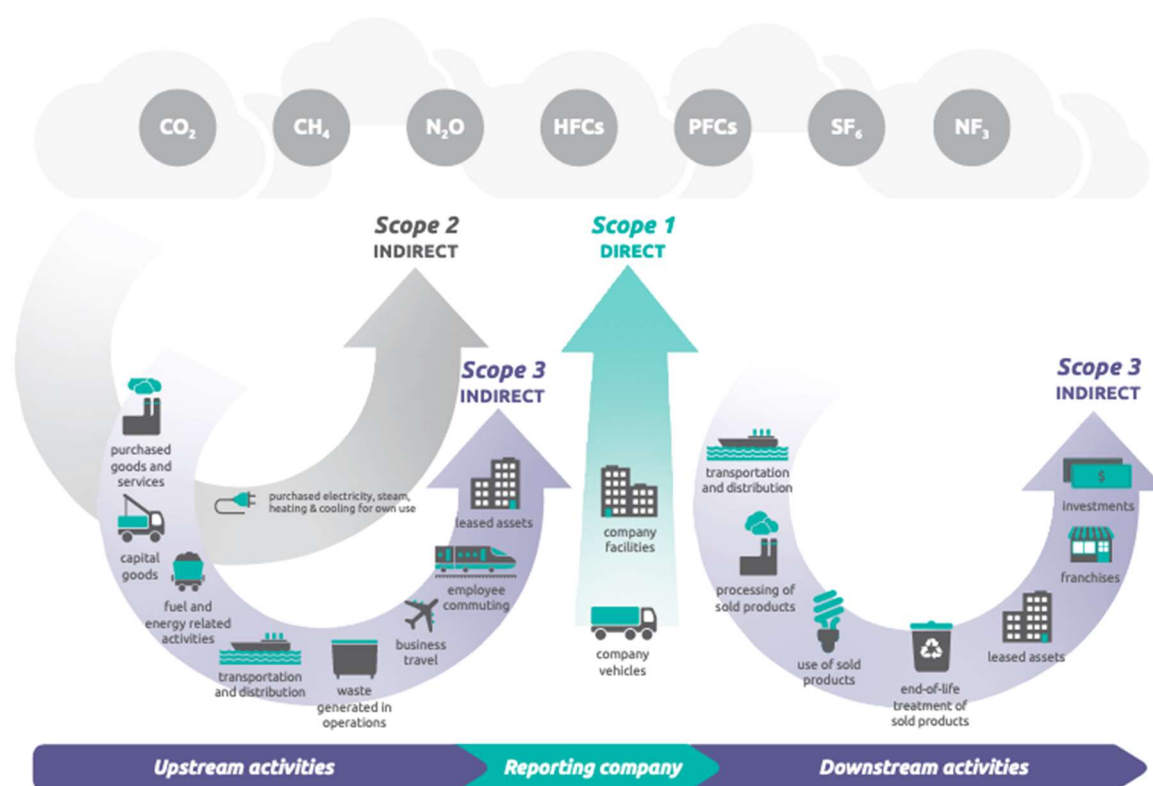 CO₂
CH₄
N₂O
HFCs
PFCs
SF₆
NF₃
Scope 2
INDIRECT
Scope 1
DIRECT
Scope 3
INDIRECT
Scope 3
INDIRECT
purchased
goods and
services
capital
goods
fuel and
energy related
activities
transportation
and distribution
waste
generated in
operations
business
travel
employee
commuting
leased assets
purchased electricity, steam,
heating & cooling for own use
company
facilities
company
vehicles
transportation
and distribution
processing of
sold products
use of sold
products
end-of-life
treatment of
sold products
leased assets
franchises
$
investments
Upstream activities
Reporting company
Downstream activities